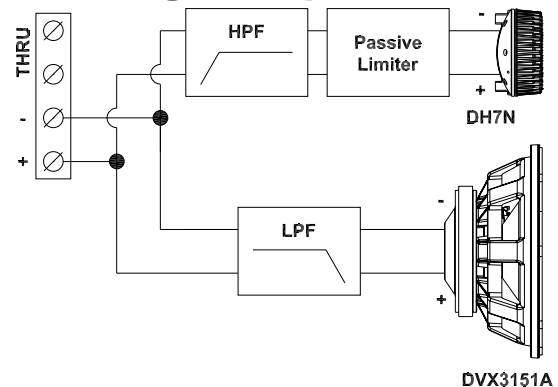 THRU
-
+
HPF
Passive
Limiter
-
+
DH7N
LPF
-
+
DVX3151A